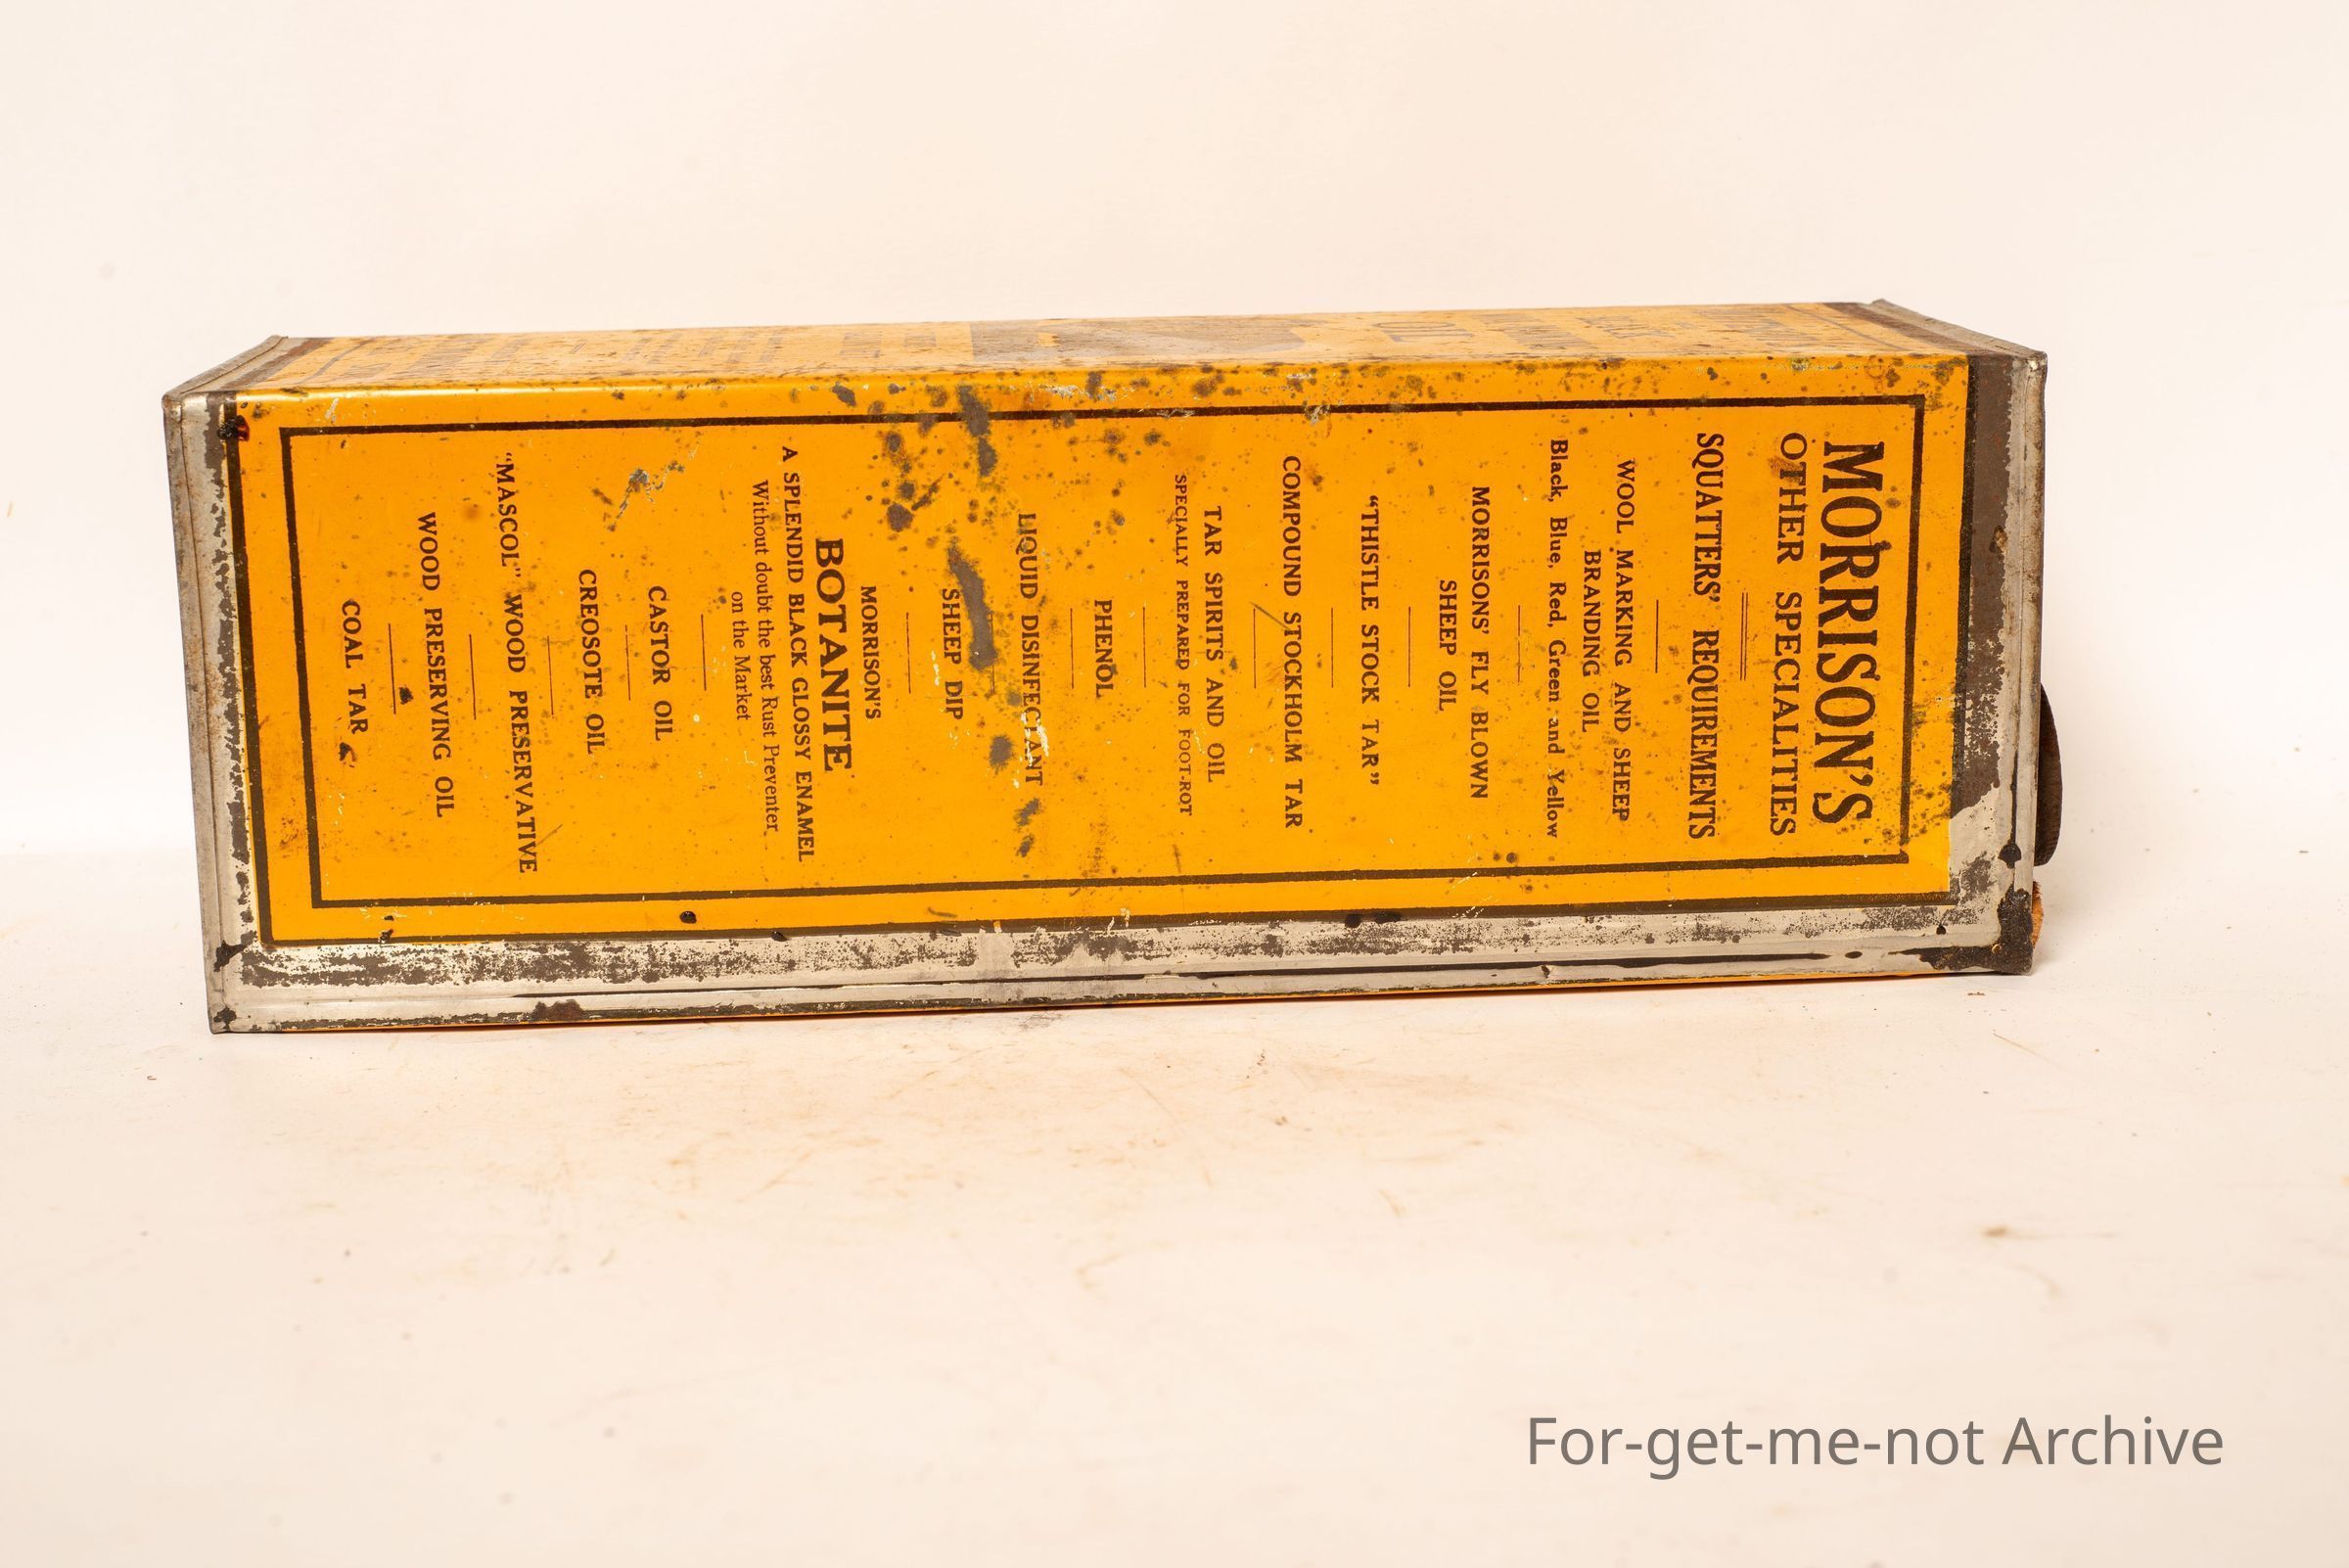 MORRISON'S
OTHER SPECIALITIES
SQUATTERS' REQUIREMENTS
WOOL MARKING AND SHEEP
BRANDING OIL
Black, Blue, Red, Green and Yellow
MORRISONS' FLY BLOWN
SHEEP OIL
"THISTLE STOCK TAR"
COMPOUND STOCKHOLM TAR
TAR SPIRITS AND OIL
SPECIALLY PREPARED FOR FOOT-ROT
PHENOL
LIQUID DISINFECTANT
SHEEP DIP
MORRISON'S
BOTANITE
A SPLENDID BLACK GLOSSY ENAMEL
Without doubt the best Rust Preventer
on the Market
CASTOR OIL
CREOSOTE OIL
"MASCOL" WOOD PRESERVATIVE
WOOD PRESERVING OIL
COAL TAR
For-get-me-not Archive